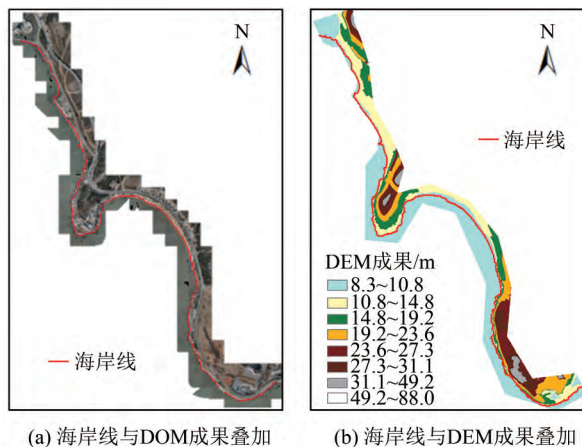 (a)
N
海岸线
(b)
N
海岸线
DEM成果/m
8.3~10.8
10.8~14.8
14.8~19.2
19.2~23.6
23.6~27.3
27.3~31.1
31.1~49.2
49.2~88.0
(a) 海岸线与DOM成果叠加
(b) 海岸线与DEM成果叠加